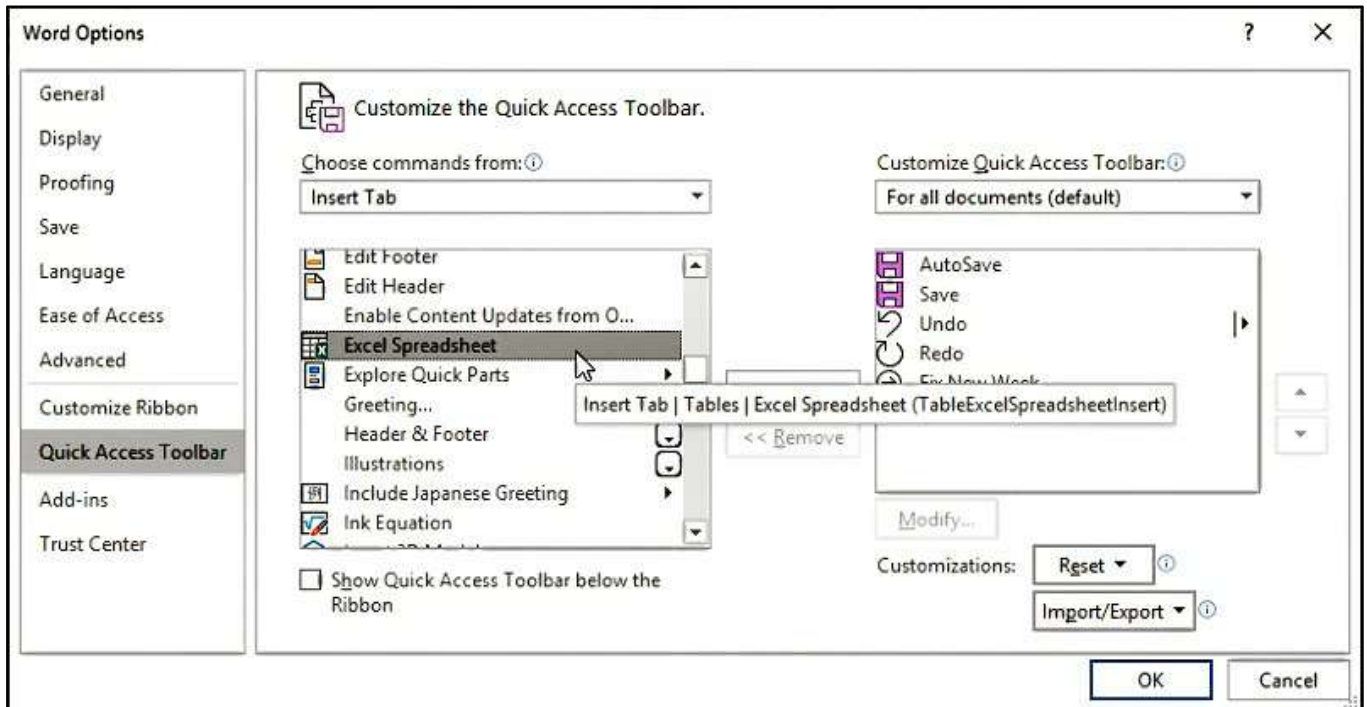 Word Options
?
General
Display
Proofing
Save
Language
Ease of Access
Advanced
Customize Ribbon
Quick Access Toolbar
Add-ins
Trust Center
Customize the Quick Access Toolbar.
Choose commands from:
Insert Tab
Edit Footer
Edit Header
Enable Content Updates from O...
Excel Spreadsheet
Explore Quick Parts
Greeting...
Header & Footer
Illustrations
Include Japanese Greeting
Ink Equation
Show Quick Access Toolbar below the
Ribbon
Insert Tab | Tables | Excel Spreadsheet (TableExcelSpreadsheetInsert)
<< Remove
Customize Quick Access Toolbar:
For all documents (default)
AutoSave
Save
Undo
Redo
Modify...
Customizations:
Reset
Import/Export
OK
Cancel